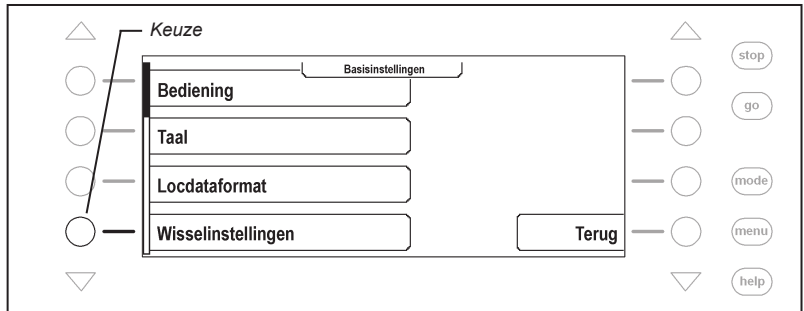 Keuze
stop
Basisinstellingen
Bediening
go
Taal
Locdataformat
mode
Wisselinstellingen
Terug
menu
help